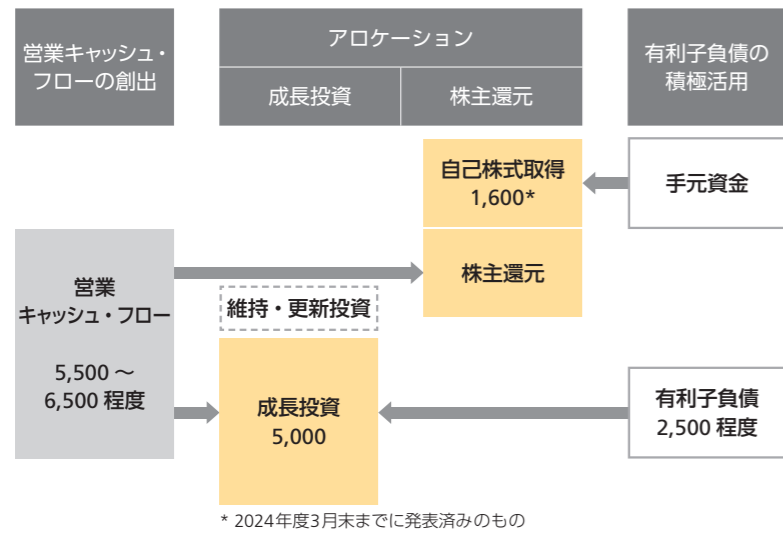 営業キャッシュ・
フローの創出
アロケーション
成長投資
株主還元
有利子負債の
積極活用
自己株式取得
1,600*
手元資金
営業
キャッシュ・フロー
5,500 ~
6,500 程度
株主還元
維持・更新投資
成長投資
5,000
有利子負債
2,500 程度
* 2024年度3月末までに発表済みのもの